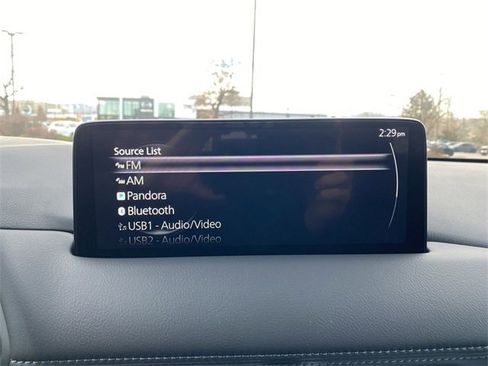 2:29pm
Source List
FM
AM
Pandora
Bluetooth
USB1 - Audio/Video
USB2 - Audio/Video